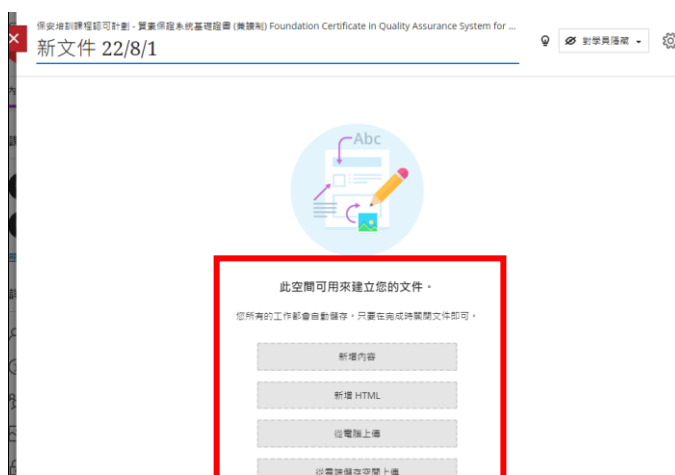 保安培訓課程認可計劃 - 質素保證系統基礎證書 (兼讀制) Foundation Certificate in Quality Assurance System for ...
新文件 22/8/1
對學員隱藏
Abc
此空間可用來建立您的文件。
您所有的工作都會自動儲存。只要在完成時關閉文件即可。
新增內容
新增 HTML
從電腦上傳
從雲端儲存空間上傳